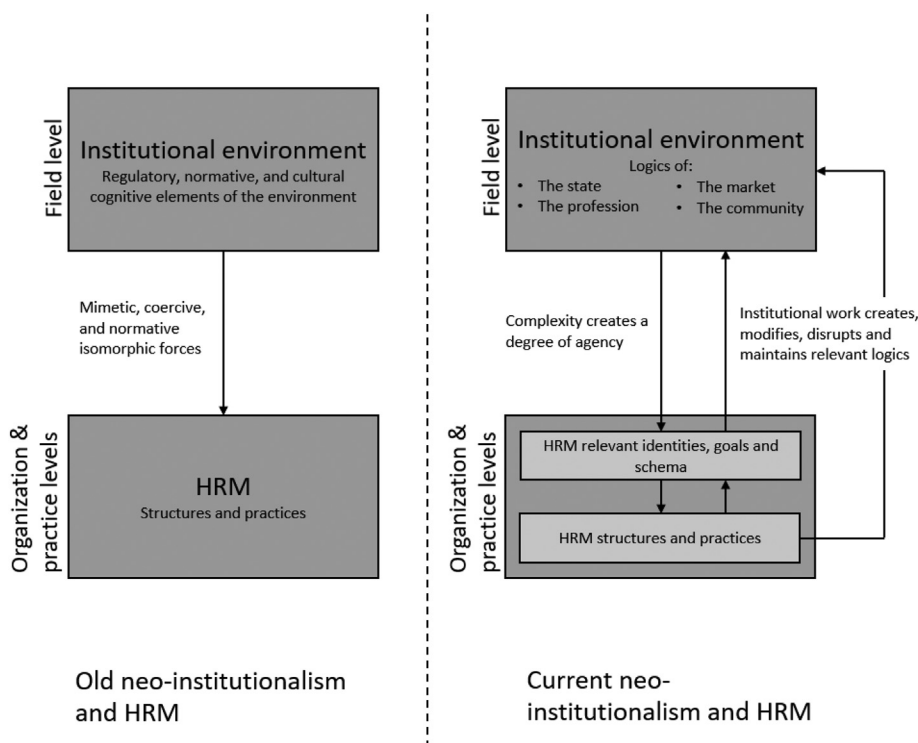 Field level
Institutional environment
Regulatory, normative, and cultural
cognitive elements of the environment
Mimetic, coercive,
and normative
isomorphic forces
Organization &
practice levels
HRM
Structures and practices
Old neo-institutionalism
and HRM
Field level
Institutional environment
Logics of:
• The state
• The profession
• The market
• The community
Complexity creates a
degree of agency
Institutional work creates,
modifies, disrupts and
maintains relevant logics
Organization &
practice levels
HRM relevant identities, goals and
schema
HRM structures and practices
Current neo-
institutionalism and HRM